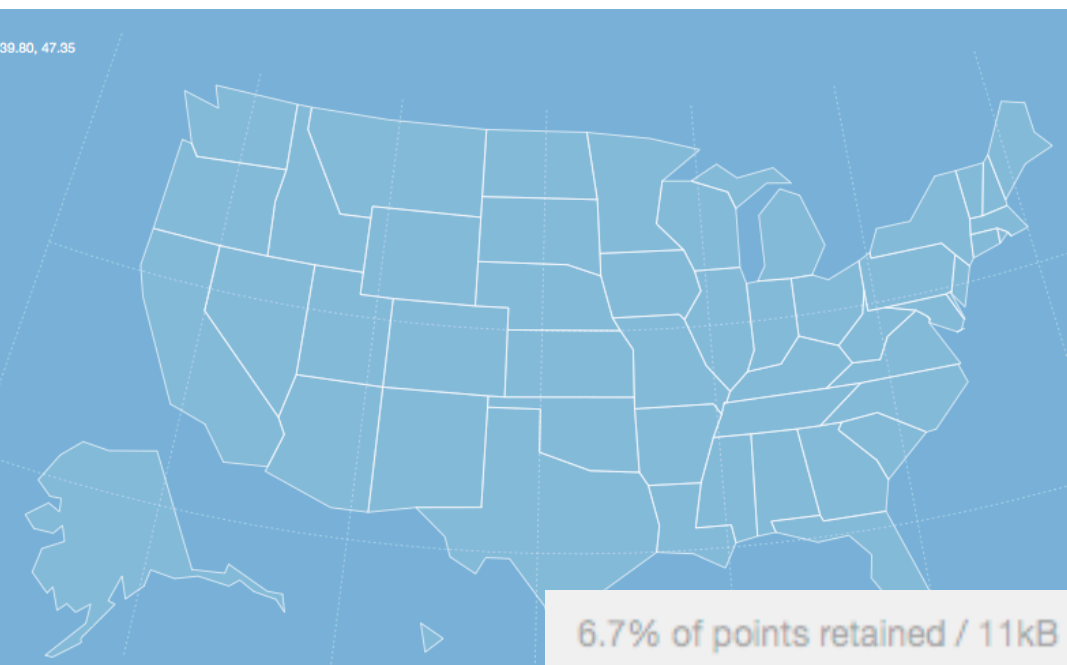 39.80, 47.35
6.7% of points retained / 11kB